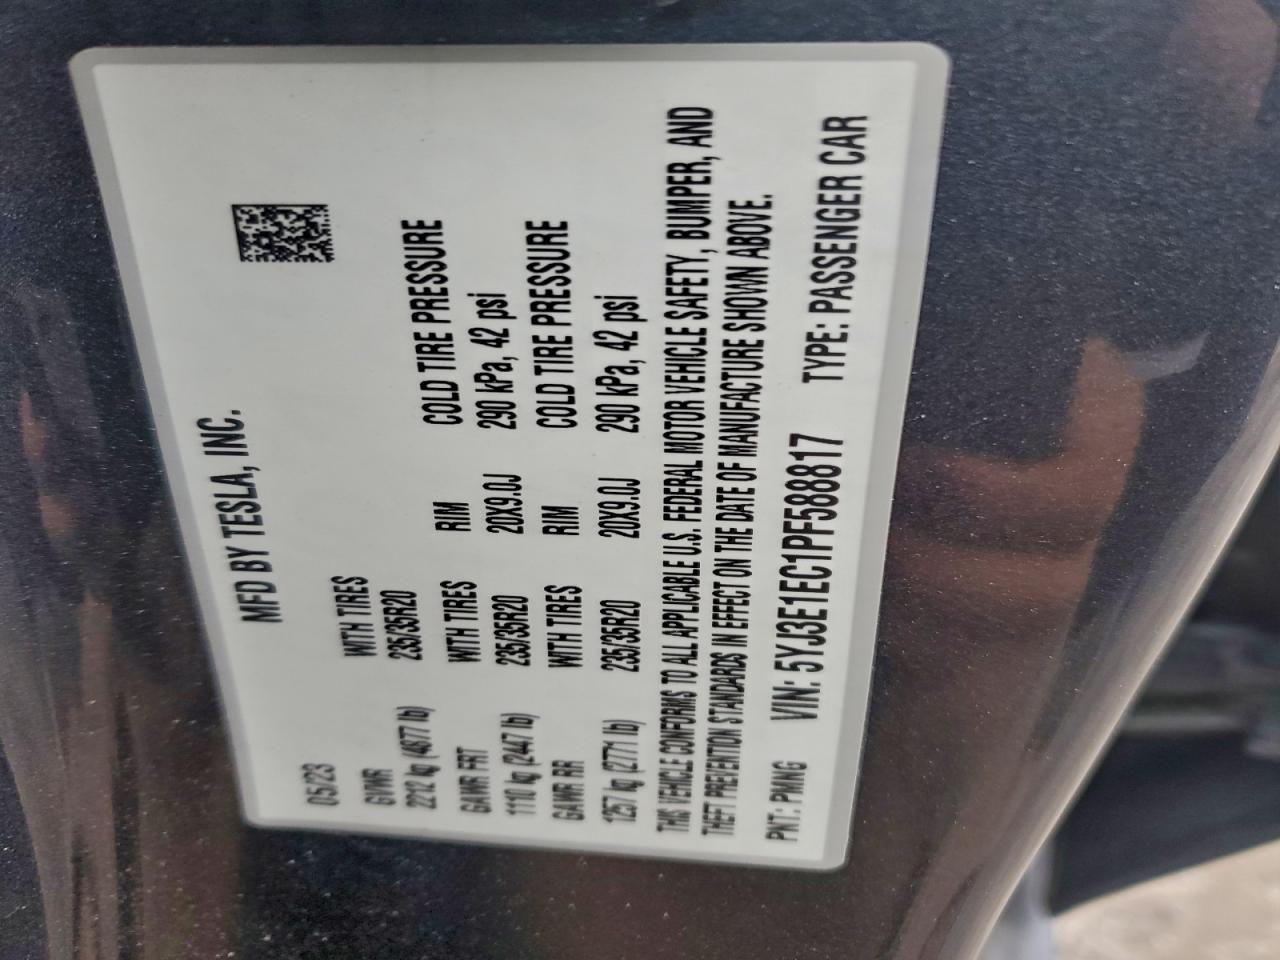 MFD BY TESLA, INC.
05/23
GVWR WITH TIRES RIM COLD TIRE PRESSURE
2212 kg (4877 lb) 235/35R20 20X9.0J 290 kPa, 42 psi
GAWR FRT WITH TIRES RIM COLD TIRE PRESSURE
1110 kg (2447 lb) 235/35R20 20X9.0J 290 kPa, 42 psi
GAWR RR WITH TIRES
1257 kg (2771 lb) 235/35R20
THIS VEHICLE CONFORMS TO ALL APPLICABLE U.S. FEDERAL MOTOR VEHICLE SAFETY, BUMPER, AND
THEFT PREVENTION STANDARDS IN EFFECT ON THE DATE OF MANUFACTURE SHOWN ABOVE.
PNT: PMNG VIN: 5YJ3E1EC1PF588817 TYPE: PASSENGER CAR